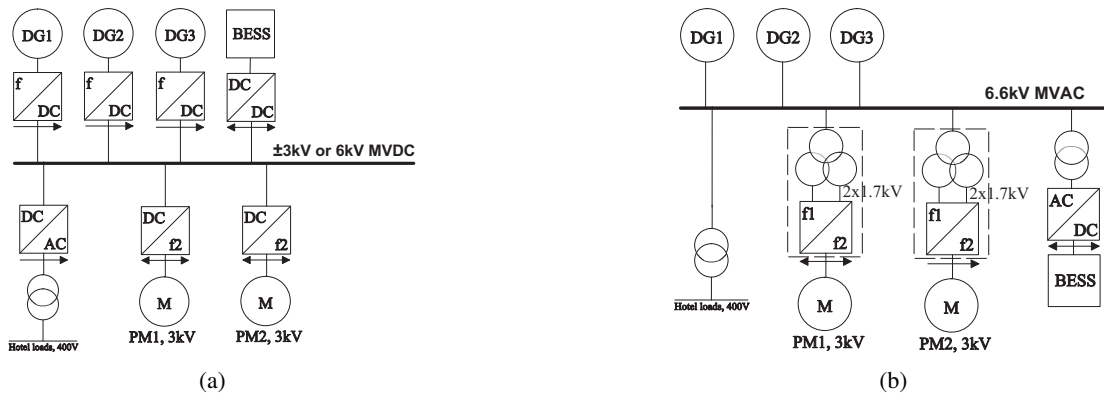 DG1 DG2 DG3 BESS
f DC f DC f DC DC DC
±3kV or 6kV MVDC
DC AC DC f2 DC f2
M M
Hotel loads, 400V PM1, 3kV PM2, 3kV
(a)
DG1 DG2 DG3
6.6kV MVAC
2x1.7kV 2x1.7kV
f1 f2 f1 f2 AC DC
M M BESS
Hotel loads, 400V
PM1, 3kV PM2, 3kV
(b)